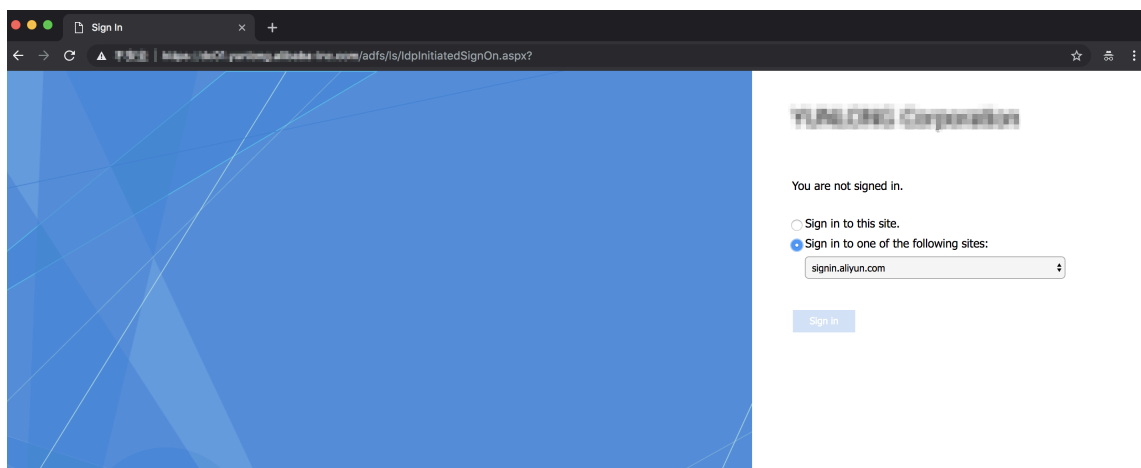 Sign In
/adfs/ls/IdpInitiatedSignOn.aspx?
You are not signed in.
Sign in to this site.
Sign in to one of the following sites:
signin.aliyun.com
Sign in